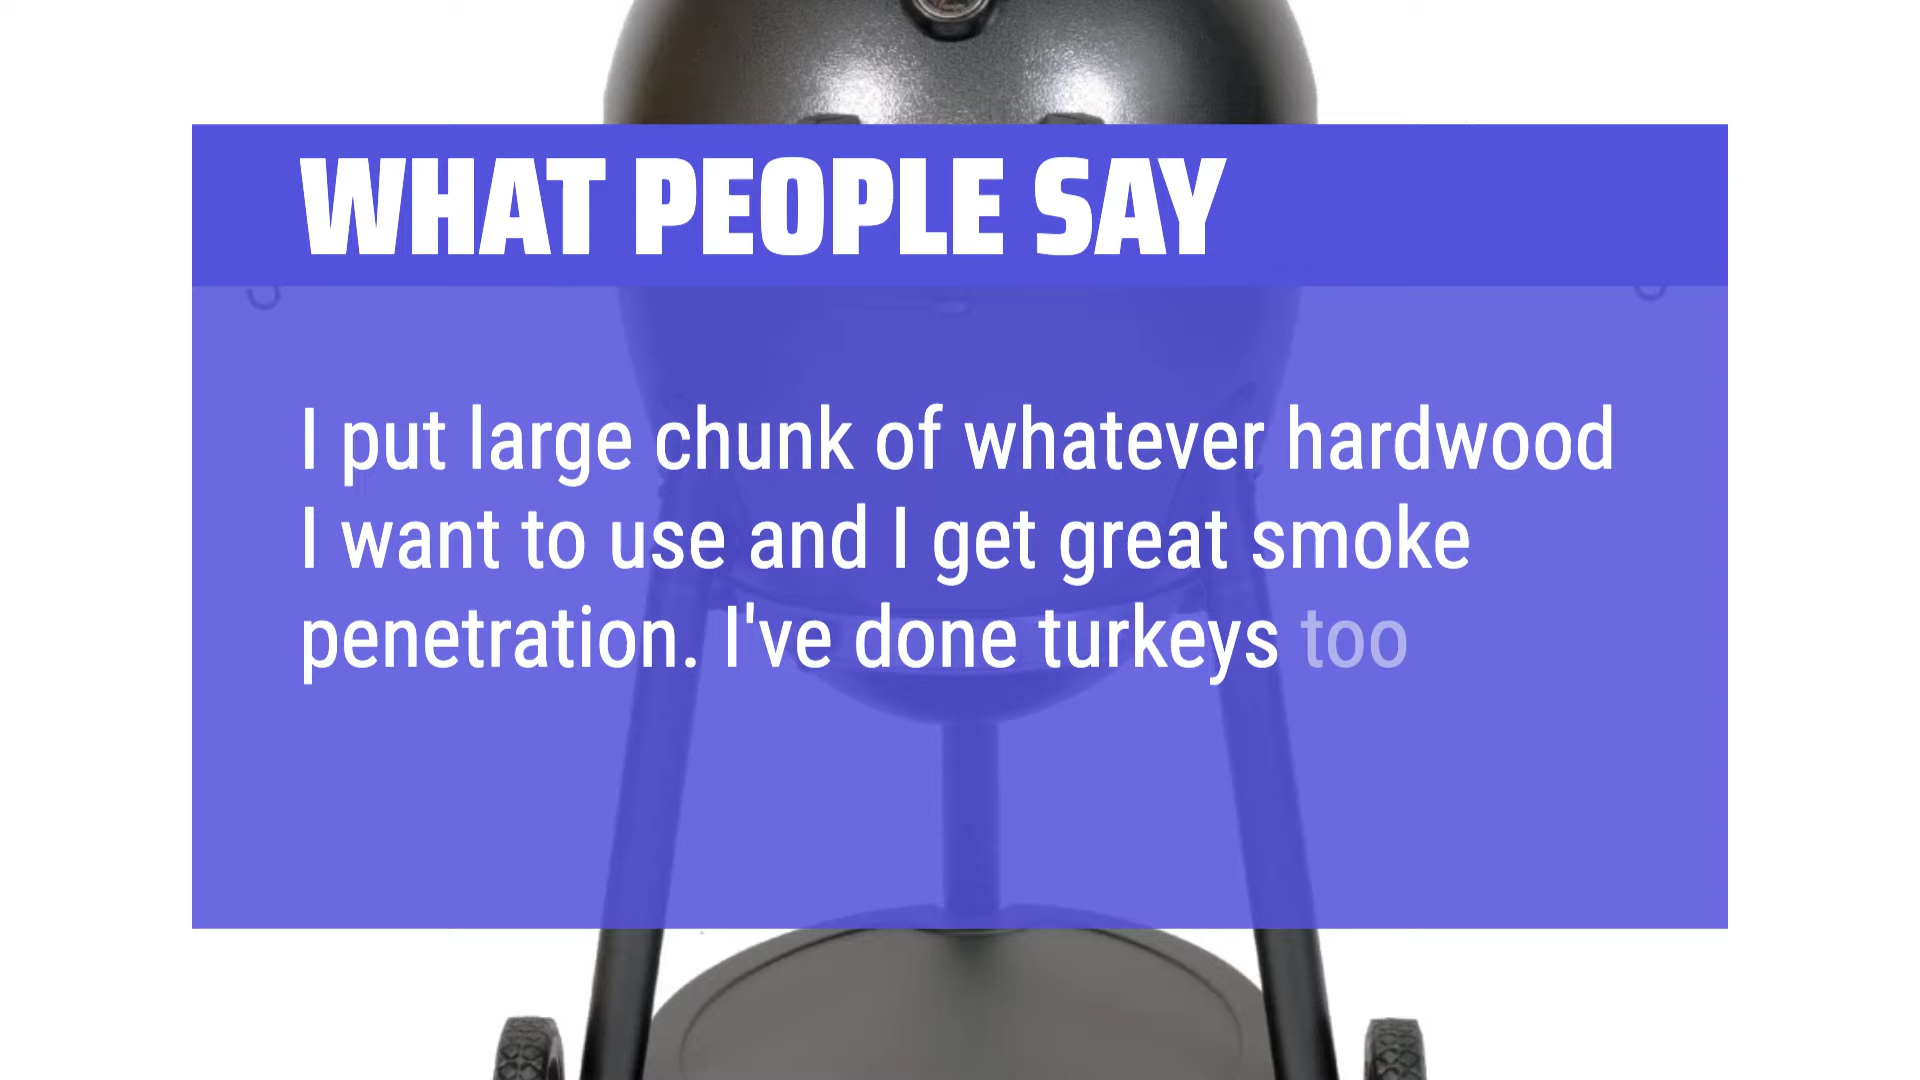 WHAT PEOPLE SAY
I put large chunk of whatever hardwood
I want to use and I get great smoke
penetration. I've done turkeys too